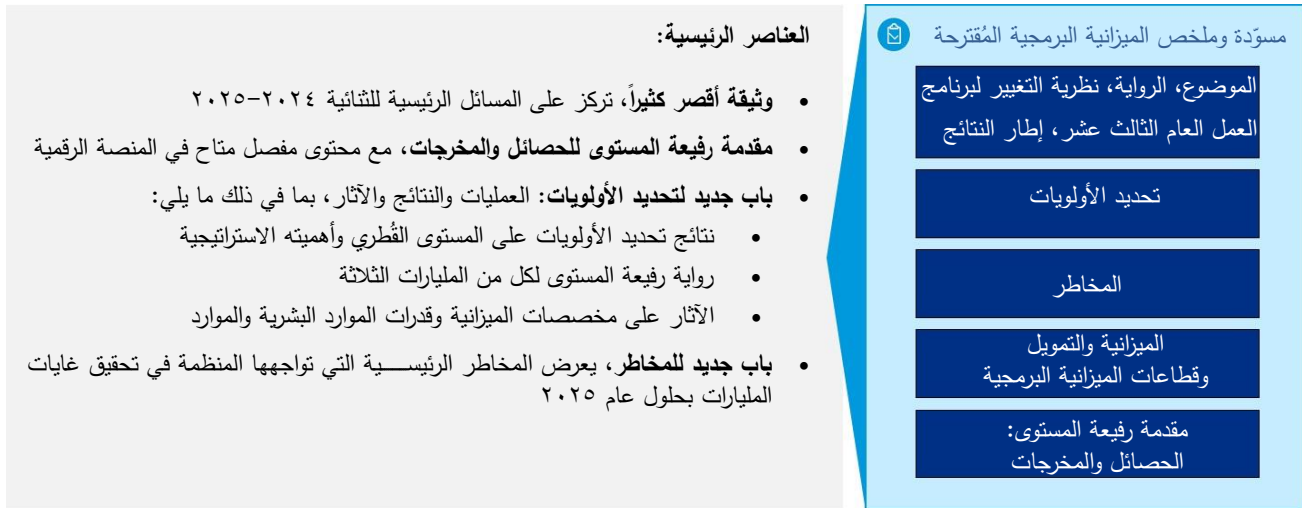 مسوّدة وملخص الميزانية البرمجية المُقترحة
الموضوع، الرواية، نظرية التغيير لبرنامج
العمل العام الثالث عشر، إطار النتائج
تحديد الأولويات
المخاطر
الميزانية والتمويل
وقطاعات الميزانية البرمجية
مقدمة رفيعة المستوى:
الحصائل والمخرجات
العناصر الرئيسية:
• وثيقة أقصر كثيراً، تركز على المسائل الرئيسية للثنائية ٢٠٢٤-٢٠٢٥
• مقدمة رفيعة المستوى للحصائل والمخرجات، مع محتوى مفصل متاح في المنصة الرقمية
• باب جديد لتحديد الأولويات: العمليات والنتائج والآثار، بما في ذلك ما يلي:
• نتائج تحديد الأولويات على المستوى القُطري وأهميته الاستراتيجية
• رواية رفيعة المستوى لكل من المليارات الثلاثة
• الآثار على مخصصات الميزانية وقدرات الموارد البشرية والموارد
• باب جديد للمخاطر، يعرض المخاطر الرئيســـية التي تواجهها المنظمة في تحقيق غايات
المليارات بحلول عام ٢٠٢٥